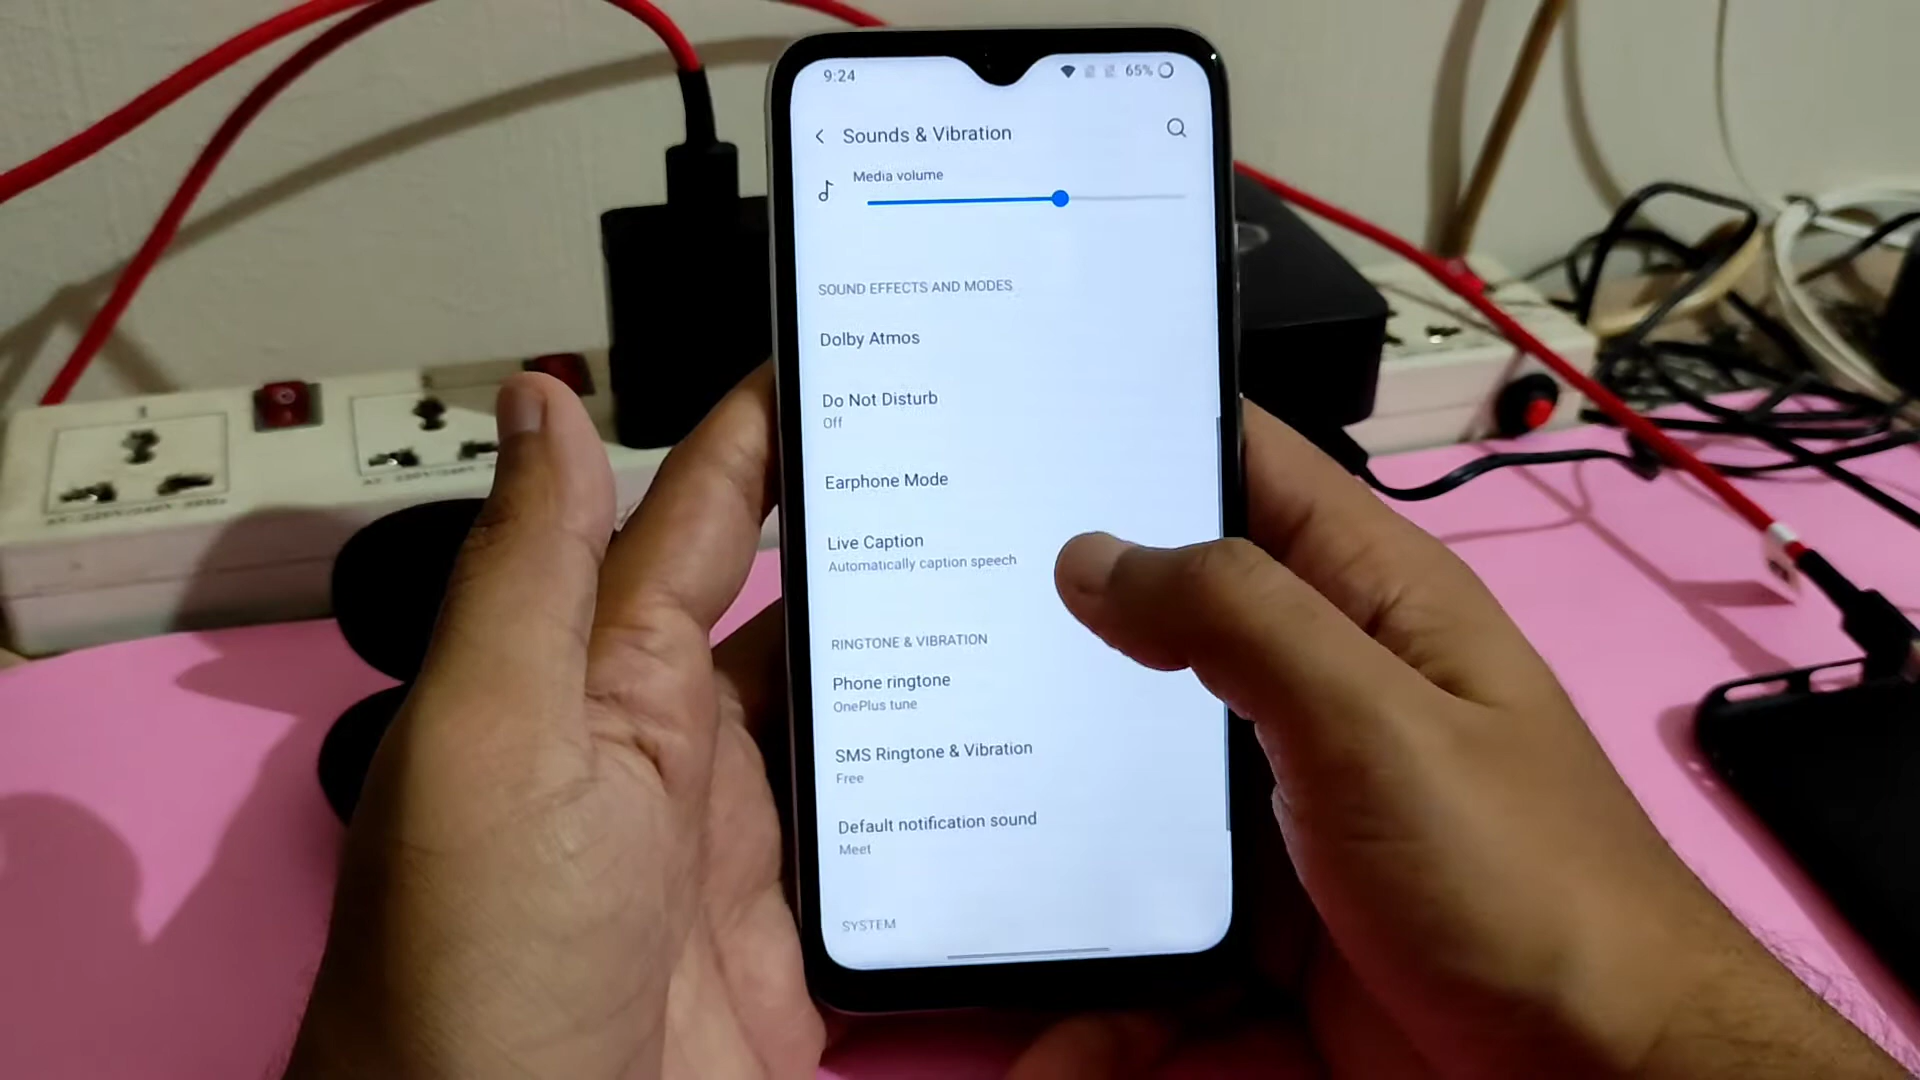 9:24
65%
Sounds & Vibration
Media volume
SOUND EFFECTS AND MODES
Dolby Atmos
Do Not Disturb
Off
Earphone Mode
Live Caption
Automatically caption speech
RINGTONE & VIBRATION
Phone ringtone
OnePlus tune
SMS Ringtone & Vibration
Free
Default notification sound
Meet
SYSTEM